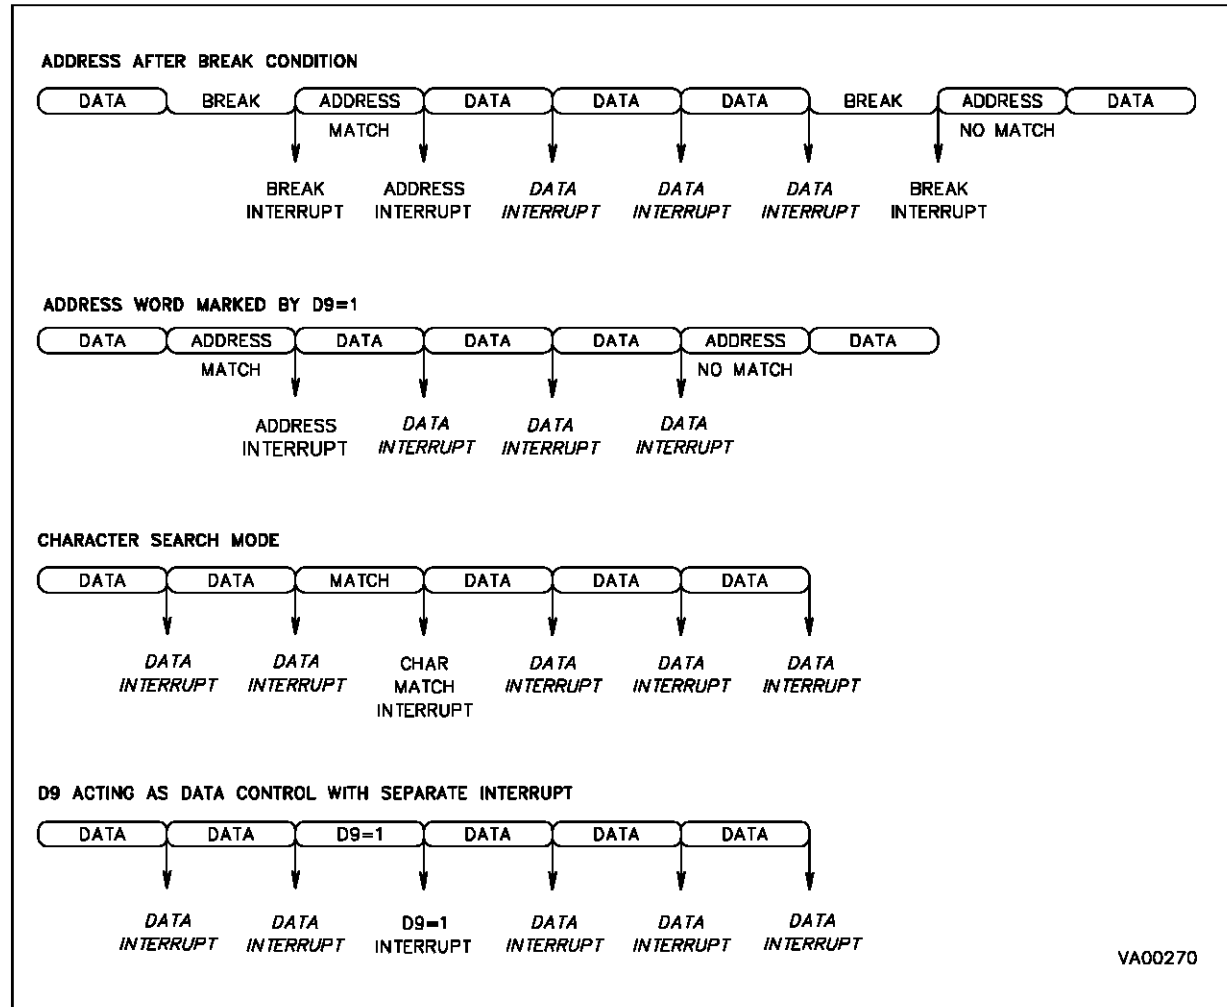 ADDRESS AFTER BREAK CONDITION
DATA BREAK ADDRESS DATA DATA DATA BREAK ADDRESS DATA
MATCH NO MATCH
BREAK ADDRESS DATA DATA DATA BREAK
INTERRUPT INTERRUPT INTERRUPT INTERRUPT INTERRUPT INTERRUPT
ADDRESS WORD MARKED BY D9=1
DATA ADDRESS DATA DATA DATA ADDRESS DATA
MATCH NO MATCH
ADDRESS DATA DATA DATA
INTERRUPT INTERRUPT INTERRUPT INTERRUPT
CHARACTER SEARCH MODE
DATA DATA MATCH DATA DATA DATA
DATA DATA CHAR DATA DATA DATA
INTERRUPT INTERRUPT MATCH INTERRUPT INTERRUPT INTERRUPT
INTERRUPT
D9 ACTING AS DATA CONTROL WITH SEPARATE INTERRUPT
DATA DATA D9=1 DATA DATA DATA
DATA DATA D9=1 DATA DATA DATA
INTERRUPT INTERRUPT INTERRUPT INTERRUPT INTERRUPT INTERRUPT
VA00270